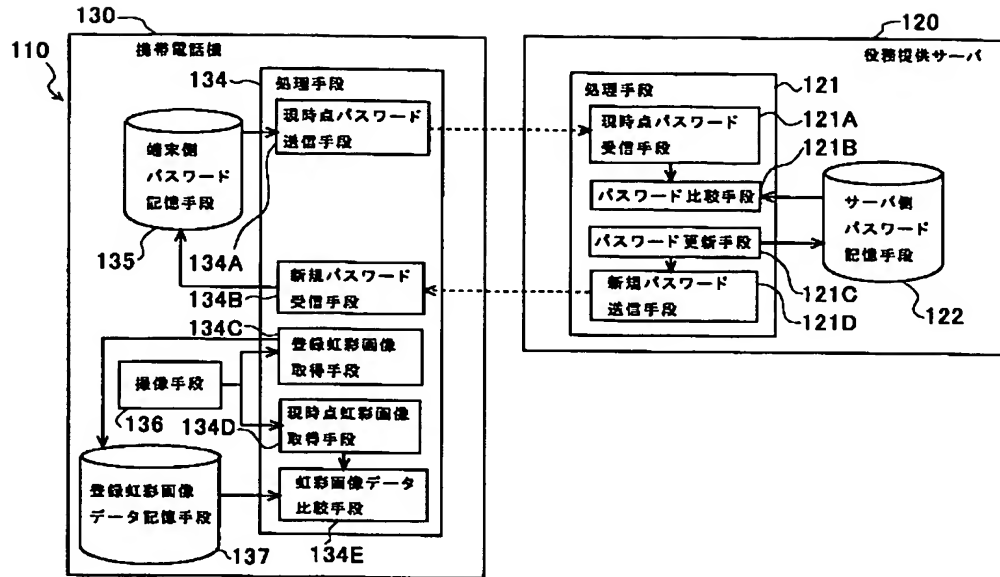 110
130
携帯電話機
134
処理手段
現時点パスワード
送信手段
134A
端末側
パスワード
記憶手段
135
新規パスワード
受信手段
134B
134C
登録虹彩画像
取得手段
撮像手段
136
134D
現時点虹彩画像
取得手段
登録虹彩画像
データ記憶手段
137
虹彩画像データ
比較手段
134E
120
役務提供サーバ
121
処理手段
現時点パスワード
受信手段
121A
121B
パスワード比較手段
パスワード更新手段
121C
新規パスワード
送信手段
121D
サーバ側
パスワード
記憶手段
122